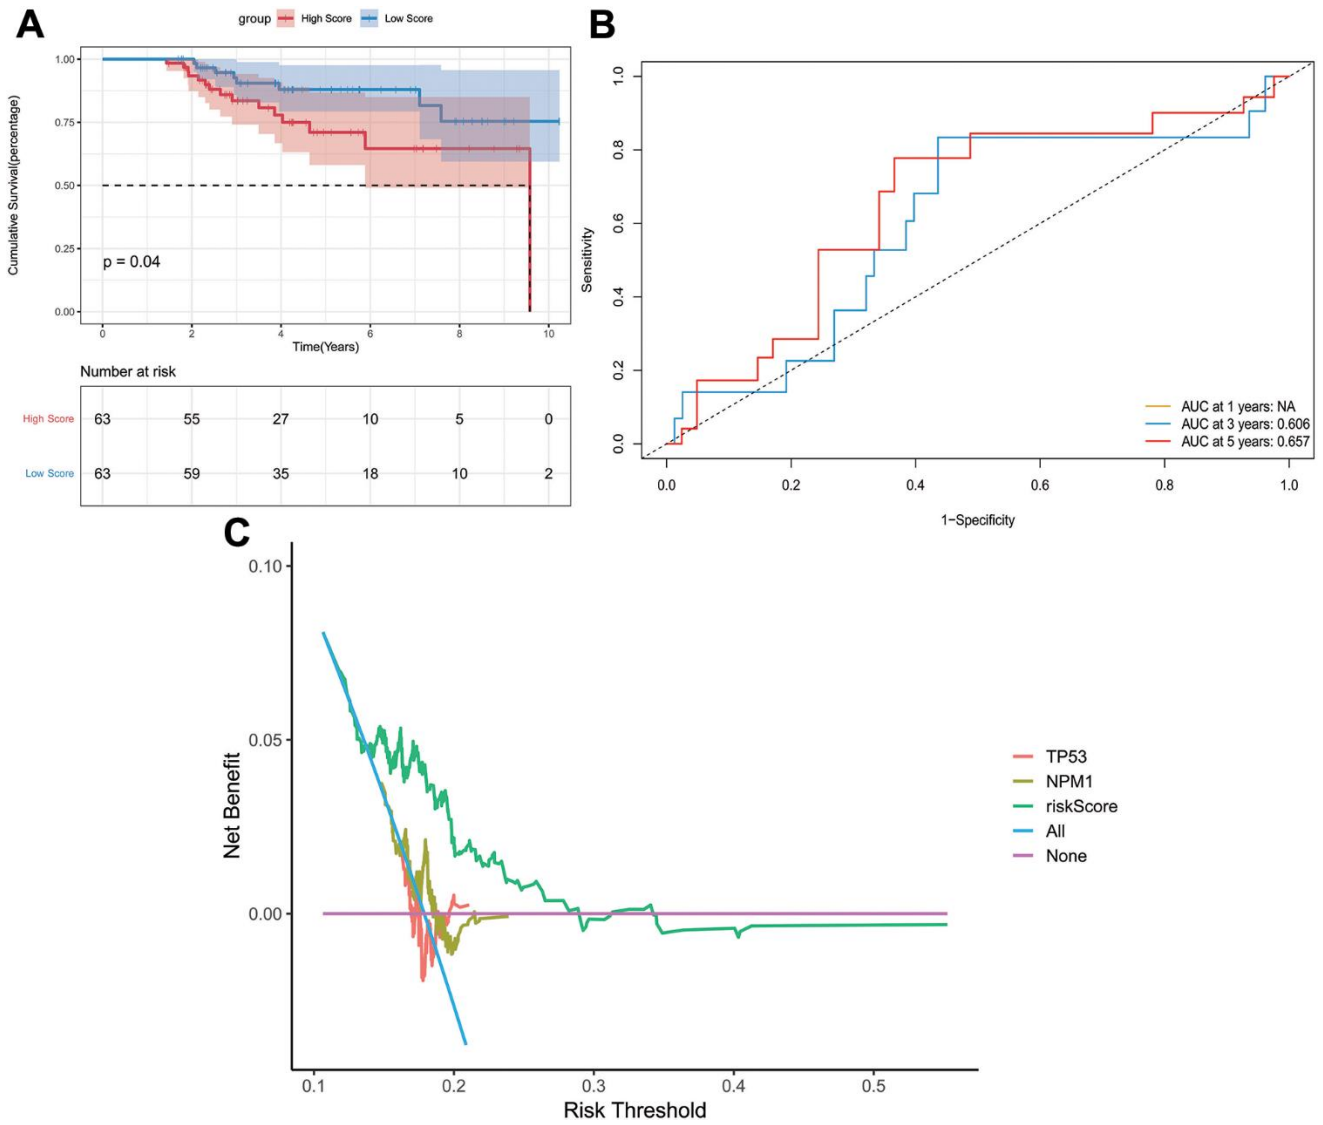 A
group High Score Low Score
1.00
0.75
0.50
0.25
0.00
Cumulative Survival(percentage)
p = 0.04
0 2 4 6 8 10
Time(Years)
Number at risk
High Score 63 55 27 10 5 0
Low Score 63 59 35 18 10 2
B
1.0
0.8
0.6
0.4
0.2
0.0
Sensitivity
AUC at 1 years: NA
AUC at 3 years: 0.606
AUC at 5 years: 0.657
0.0 0.2 0.4 0.6 0.8 1.0
1−Specificity
C
0.10
0.05
0.00
Net Benefit
TP53
NPM1
riskScore
All
None
0.1 0.2 0.3 0.4 0.5
Risk Threshold